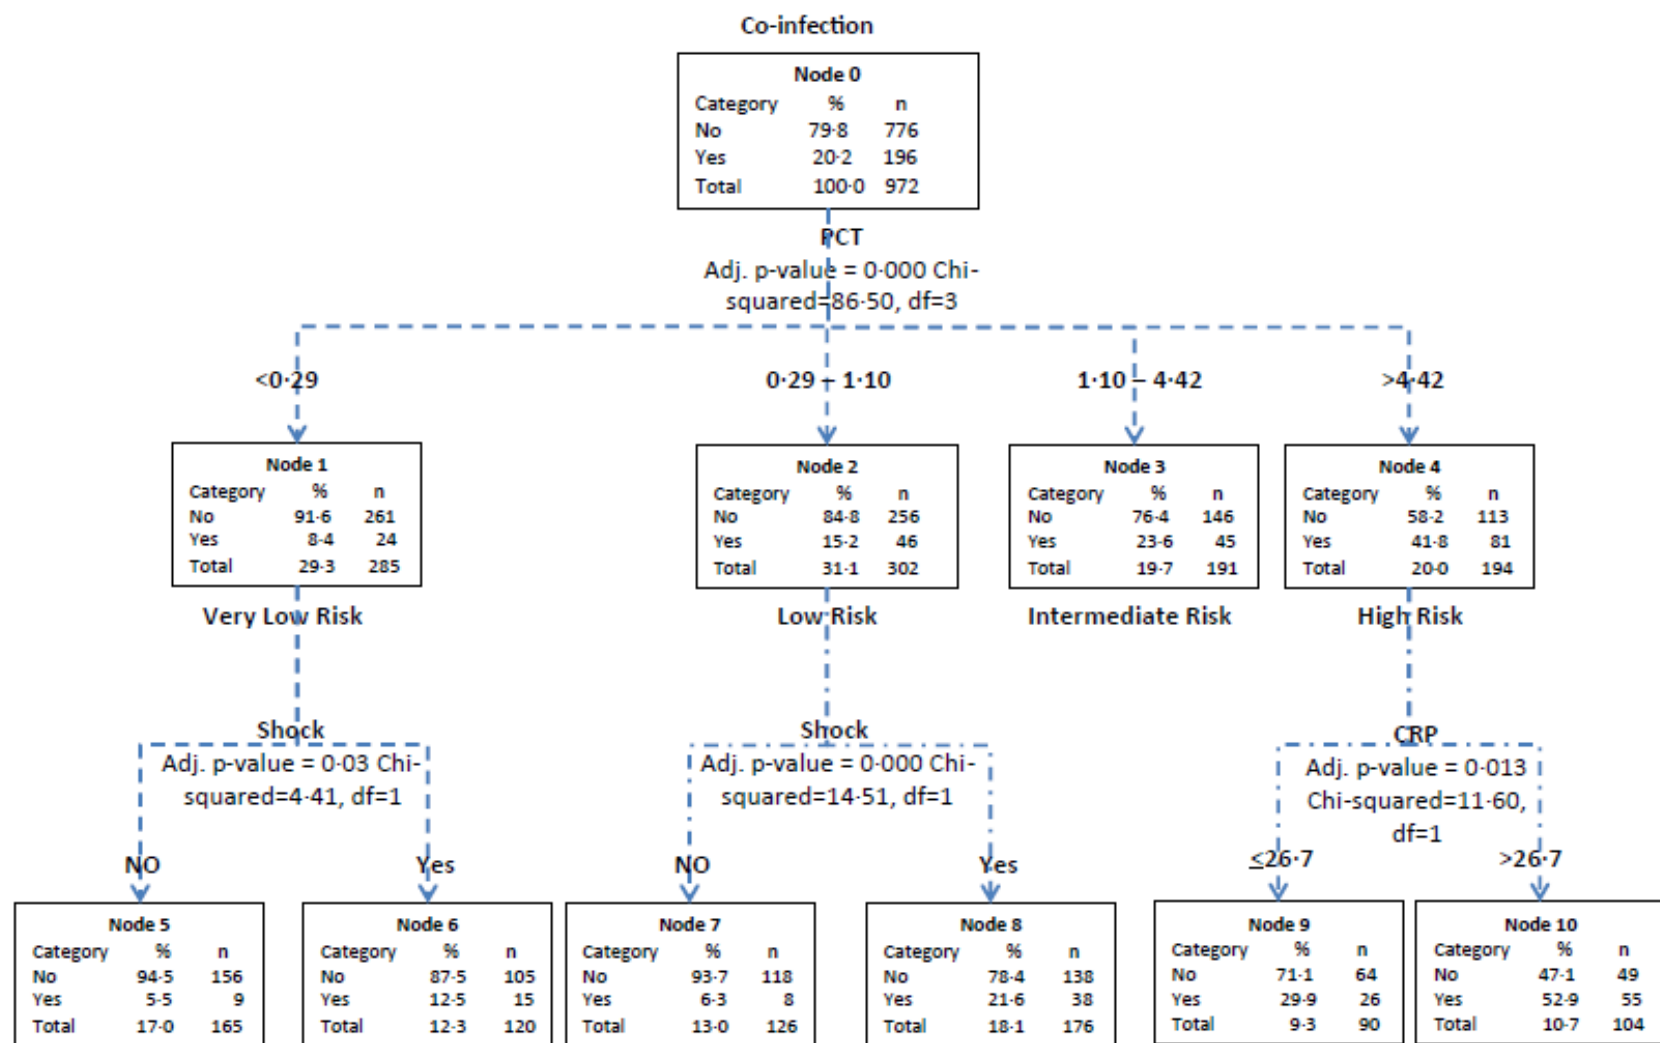 Co-infection
Node 0
Category % n
No 79·8 776
Yes 20·2 196
Total 100·0 972
PCT
Adj. p-value = 0·000 Chi-
squared=86·50, df=3
<0·29
0·29 – 1·10
1·10 – 4·42
>4·42
Node 1
Category % n
No 91·6 261
Yes 8·4 24
Total 29·3 285
Very Low Risk
Node 2
Category % n
No 84·8 256
Yes 15·2 46
Total 31·1 302
Low Risk
Node 3
Category % n
No 76·4 146
Yes 23·6 45
Total 19·7 191
Intermediate Risk
Node 4
Category % n
No 58·2 113
Yes 41·8 81
Total 20·0 194
High Risk
Shock
Adj. p-value = 0·03 Chi-
squared=4·41, df=1
NO
Yes
Shock
Adj. p-value = 0·000 Chi-
squared=14·51, df=1
NO
Yes
CRP
Adj. p-value = 0·013
Chi-squared=11·60,
df=1
≤26·7
>26·7
Node 5
Category % n
No 94·5 156
Yes 5·5 9
Total 17·0 165
Node 6
Category % n
No 87·5 105
Yes 12·5 15
Total 12·3 120
Node 7
Category % n
No 93·7 118
Yes 6·3 8
Total 13·0 126
Node 8
Category % n
No 78·4 138
Yes 21·6 38
Total 18·1 176
Node 9
Category % n
No 71·1 64
Yes 29·9 26
Total 9·3 90
Node 10
Category % n
No 47·1 49
Yes 52·9 55
Total 10·7 104